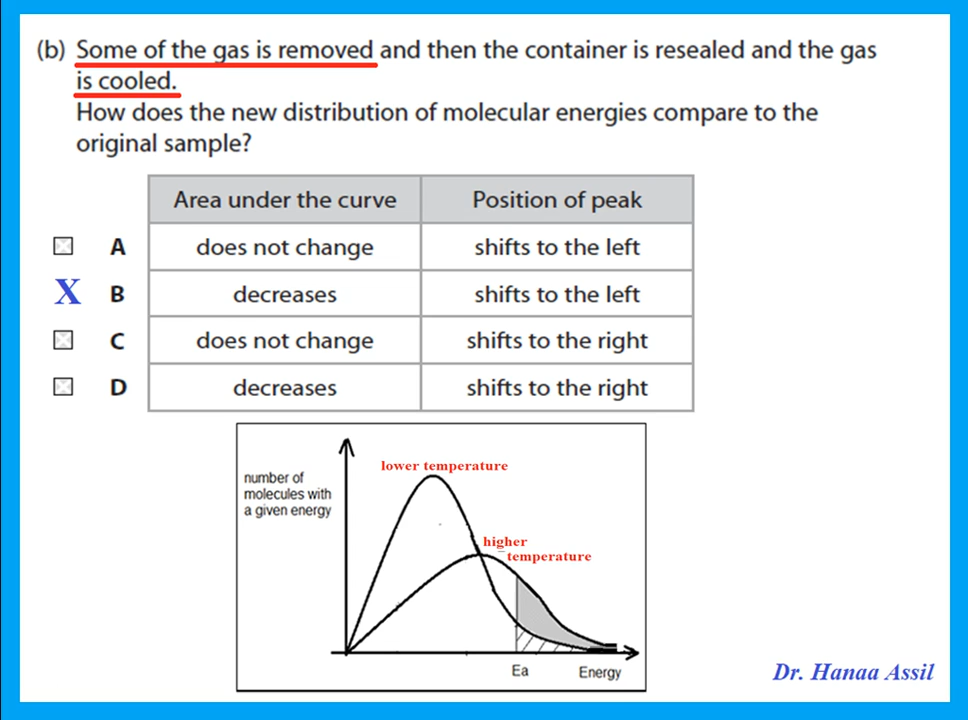 (b) Some of the gas is removed and then the container is resealed and the gas
is cooled.
How does the new distribution of molecular energies compare to the
original sample?
Area under the curve Position of peak
A does not change shifts to the left
X B decreases shifts to the left
C does not change shifts to the right
D decreases shifts to the right
number of
molecules with
a given energy
lower temperature
higher
temperature
Ea Energy
Dr. Hanaa Assil